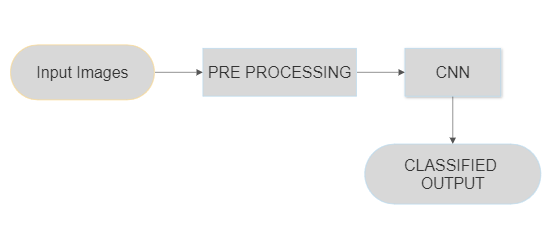 Input Images
PRE PROCESSING
CNN
CLASSIFIED
OUTPUT